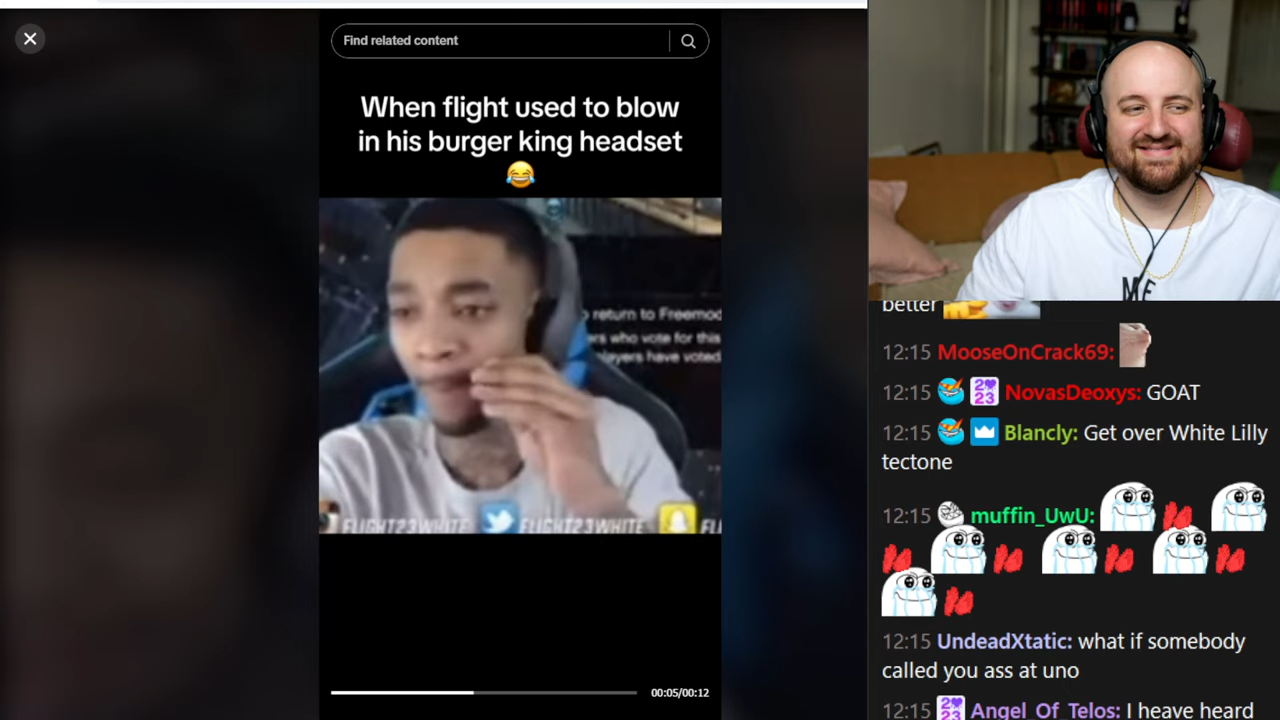 Find related content
When flight used to blow
in his burger king headset
😂
return to Freemod
ers who vote for this
players have voted
FLIGHT23WHITE
FLIGHT23WHITE
FL
00:05/00:12
ME
better
12:15 MooseOnCrack69:
12:15 NovasDeoxys: GOAT
12:15 Blancly: Get over White Lilly
tectone
12:15 muffin_UwU:
12:15 UndeadXtatic: what if somebody
called you ass at uno
12:15 Angel_Of_Telos: I heave heard